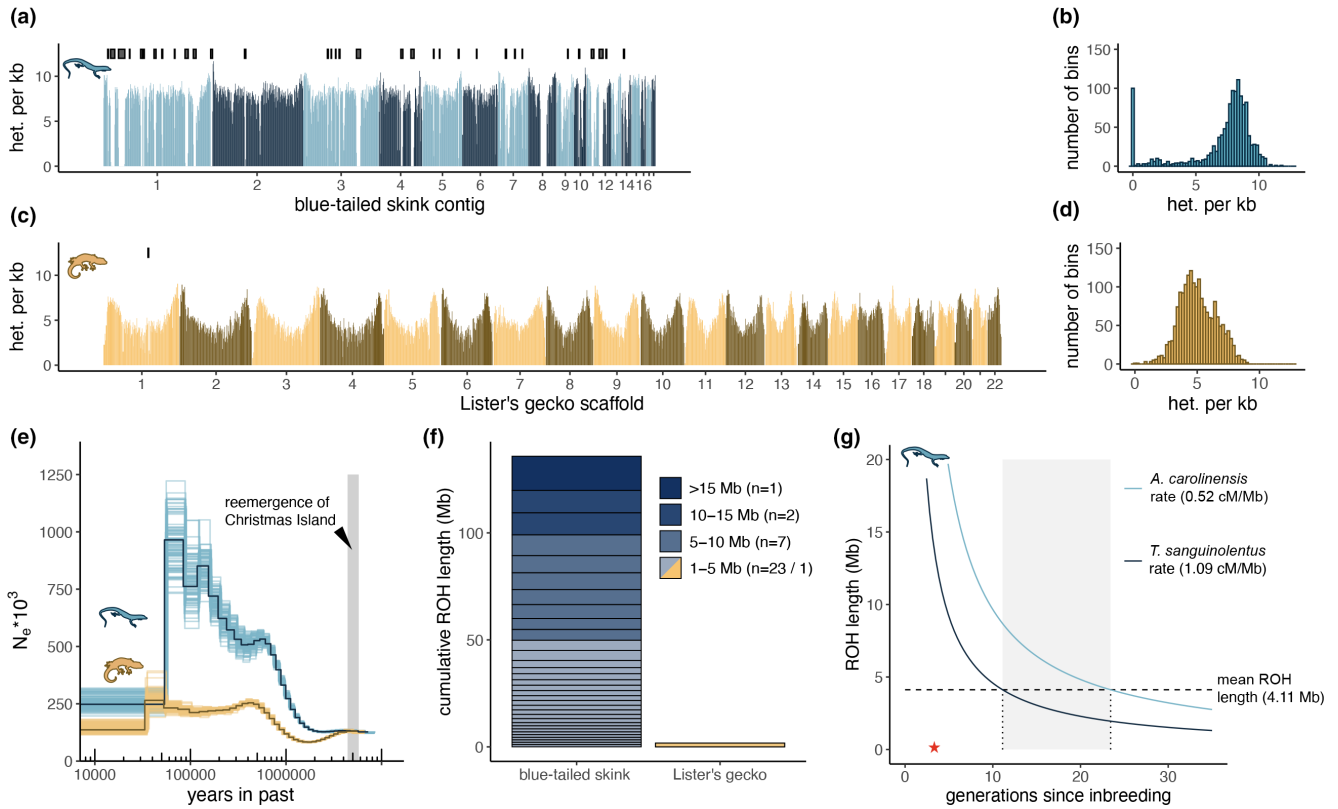 (a)
het. per kb
10
5
0
1 2 3 4 5 6 7 8 9 10 12 14 16
blue-tailed skink contig
(b)
number of bins
150
100
50
0
0 5 10
het. per kb
(c)
het. per kb
10
5
0
1 2 3 4 5 6 7 8 9 10 11 12 13 14 15 16 17 18 20 22
Lister's gecko scaffold
(d)
number of bins
150
100
50
0
0 5 10
het. per kb
(e)
Ne*10^3
1250
1000
750
500
250
0
reemergence of
Christmas Island
10000 100000 1000000
years in past
(f)
cumulative ROH length (Mb)
100
50
0
>15 Mb (n=1)
10–15 Mb (n=2)
5–10 Mb (n=7)
1–5 Mb (n=23 / 1)
blue-tailed skink Lister's gecko
(g)
ROH length (Mb)
20
15
10
5
0
A. carolinensis
rate (0.52 cM/Mb)
T. sanguinolentus
rate (1.09 cM/Mb)
mean ROH
length (4.11 Mb)
0 10 20 30
generations since inbreeding